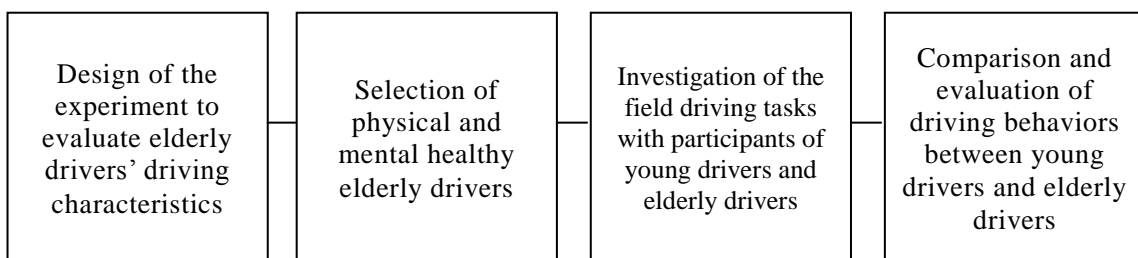 Design of the
experiment to
evaluate elderly
drivers’ driving
characteristics
Selection of
physical and
mental healthy
elderly drivers
Investigation of the
field driving tasks
with participants of
young drivers and
elderly drivers
Comparison and
evaluation of
driving behaviors
between young
drivers and elderly
drivers